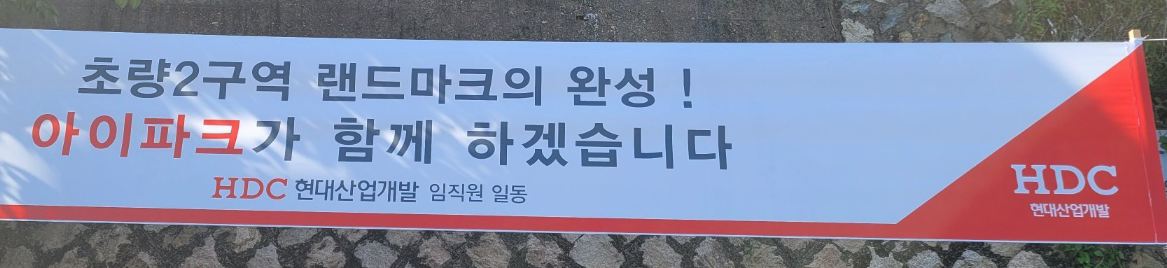 초량2구역 랜드마크의 완성 !
아이파크가 함께 하겠습니다
HDC 현대산업개발 임직원 일동
HDC
현대산업개발